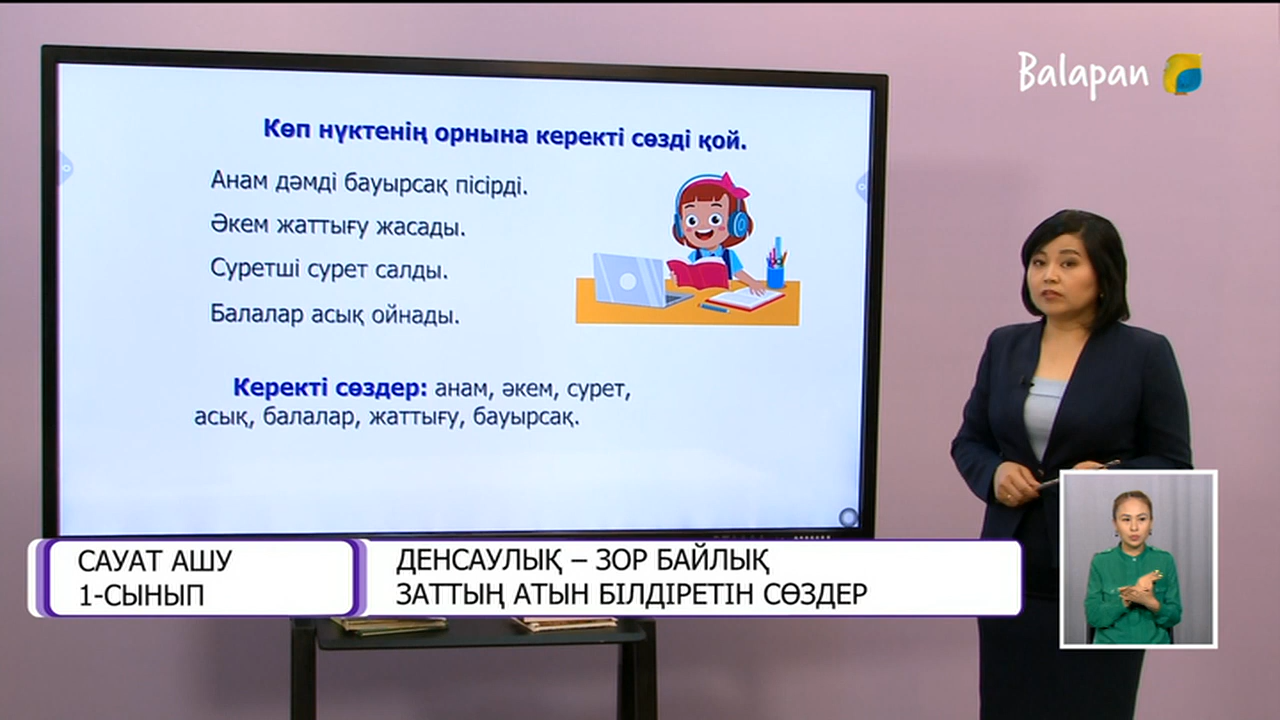 Balapan
Көп нүктенің орнына керекті сөзді қой.
Анам дәмді бауырсақ пісірді.
Әкем жаттығу жасады.
Суретші сурет салды.
Балалар асық ойнады.
Керекті сөздер: анам, әкем, сурет,
асық, балалар, жаттығу, бауырсақ.
САУАТ АШУ
1-СЫНЫП
ДЕНСАУЛЫҚ – ЗОР БАЙЛЫҚ
ЗАТТЫҢ АТЫН БІЛДІРЕТІН СӨЗДЕР